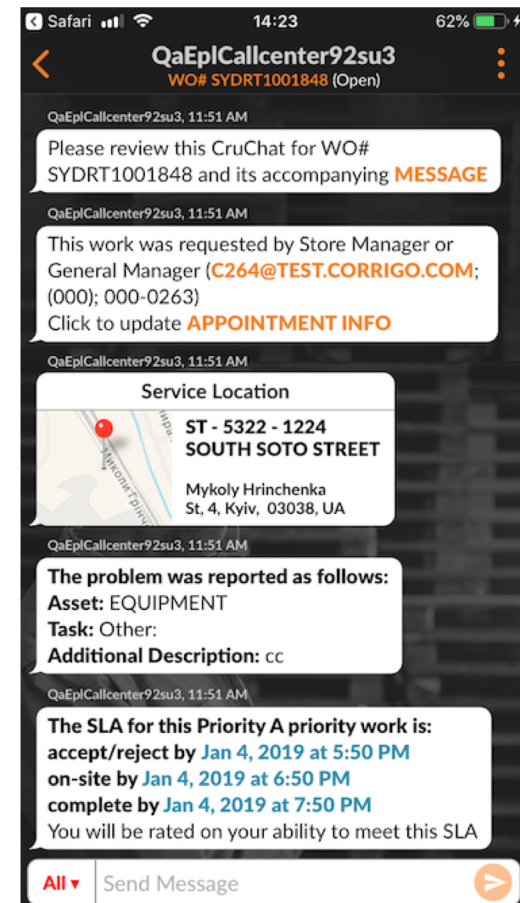 Safari 14:23 62%
QaEplCallcenter92su3
WO# SYDRT1001848 (Open)
QaEplCallcenter92su3, 11:51 AM
Please review this CruChat for WO#
SYDRT1001848 and its accompanying MESSAGE
QaEplCallcenter92su3, 11:51 AM
This work was requested by Store Manager or
General Manager (C264@TEST.CORRIGO.COM;
(000); 000-0263)
Click to update APPOINTMENT INFO
QaEplCallcenter92su3, 11:51 AM
Service Location
ST - 5322 - 1224
SOUTH SOTO STREET
Mykoly Hrinchenka
St, 4, Kyiv, 03038, UA
QaEplCallcenter92su3, 11:51 AM
The problem was reported as follows:
Asset: EQUIPMENT
Task: Other:
Additional Description: cc
QaEplCallcenter92su3, 11:51 AM
The SLA for this Priority A priority work is:
accept/reject by Jan 4, 2019 at 5:50 PM
on-site by Jan 4, 2019 at 6:50 PM
complete by Jan 4, 2019 at 7:50 PM
You will be rated on your ability to meet this SLA
All ▾ Send Message